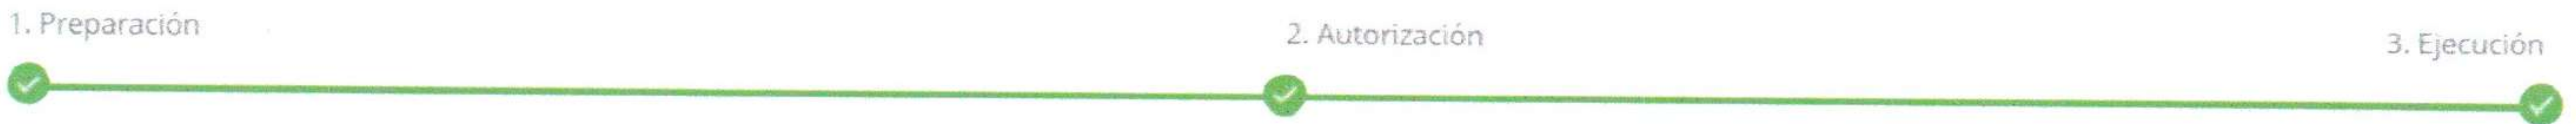 1. Preparación
2. Autorización
3. Ejecución